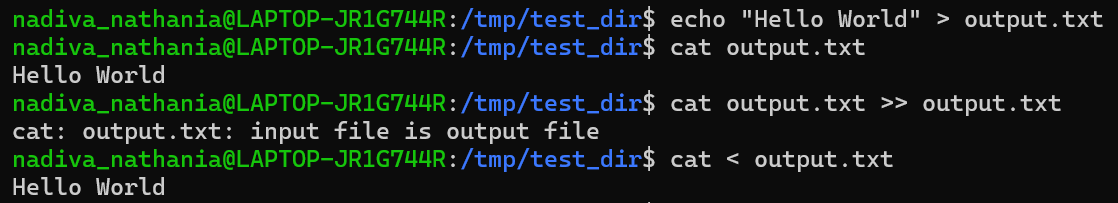 nadiva_nathania@LAPTOP-JR1G744R:/tmp/test_dir$ echo "Hello World" > output.txt
nadiva_nathania@LAPTOP-JR1G744R:/tmp/test_dir$ cat output.txt
Hello World
nadiva_nathania@LAPTOP-JR1G744R:/tmp/test_dir$ cat output.txt >> output.txt
cat: output.txt: input file is output file
nadiva_nathania@LAPTOP-JR1G744R:/tmp/test_dir$ cat < output.txt
Hello World